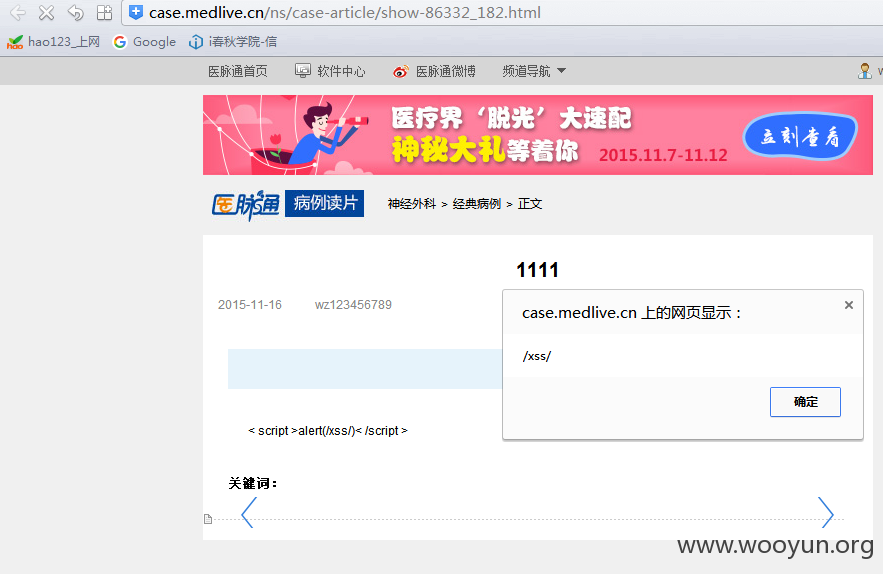 case.medlive.cn/ns/case-article/show-86332_182.html
hao123_上网 Google i春秋学院-信
医脉通首页 软件中心 医脉通微博 频道导航 w
医疗界‘脱光’大速配
神秘大礼等着你 2015.11.7-11.12
立刻查看
医脉通 病例读片 神经外科 > 经典病例 > 正文
1111
2015-11-16 wz123456789
case.medlive.cn 上的网页显示：
/xss/
确定
< script >alert(/xss/)< /script >
关键词：
www.wooyun.org